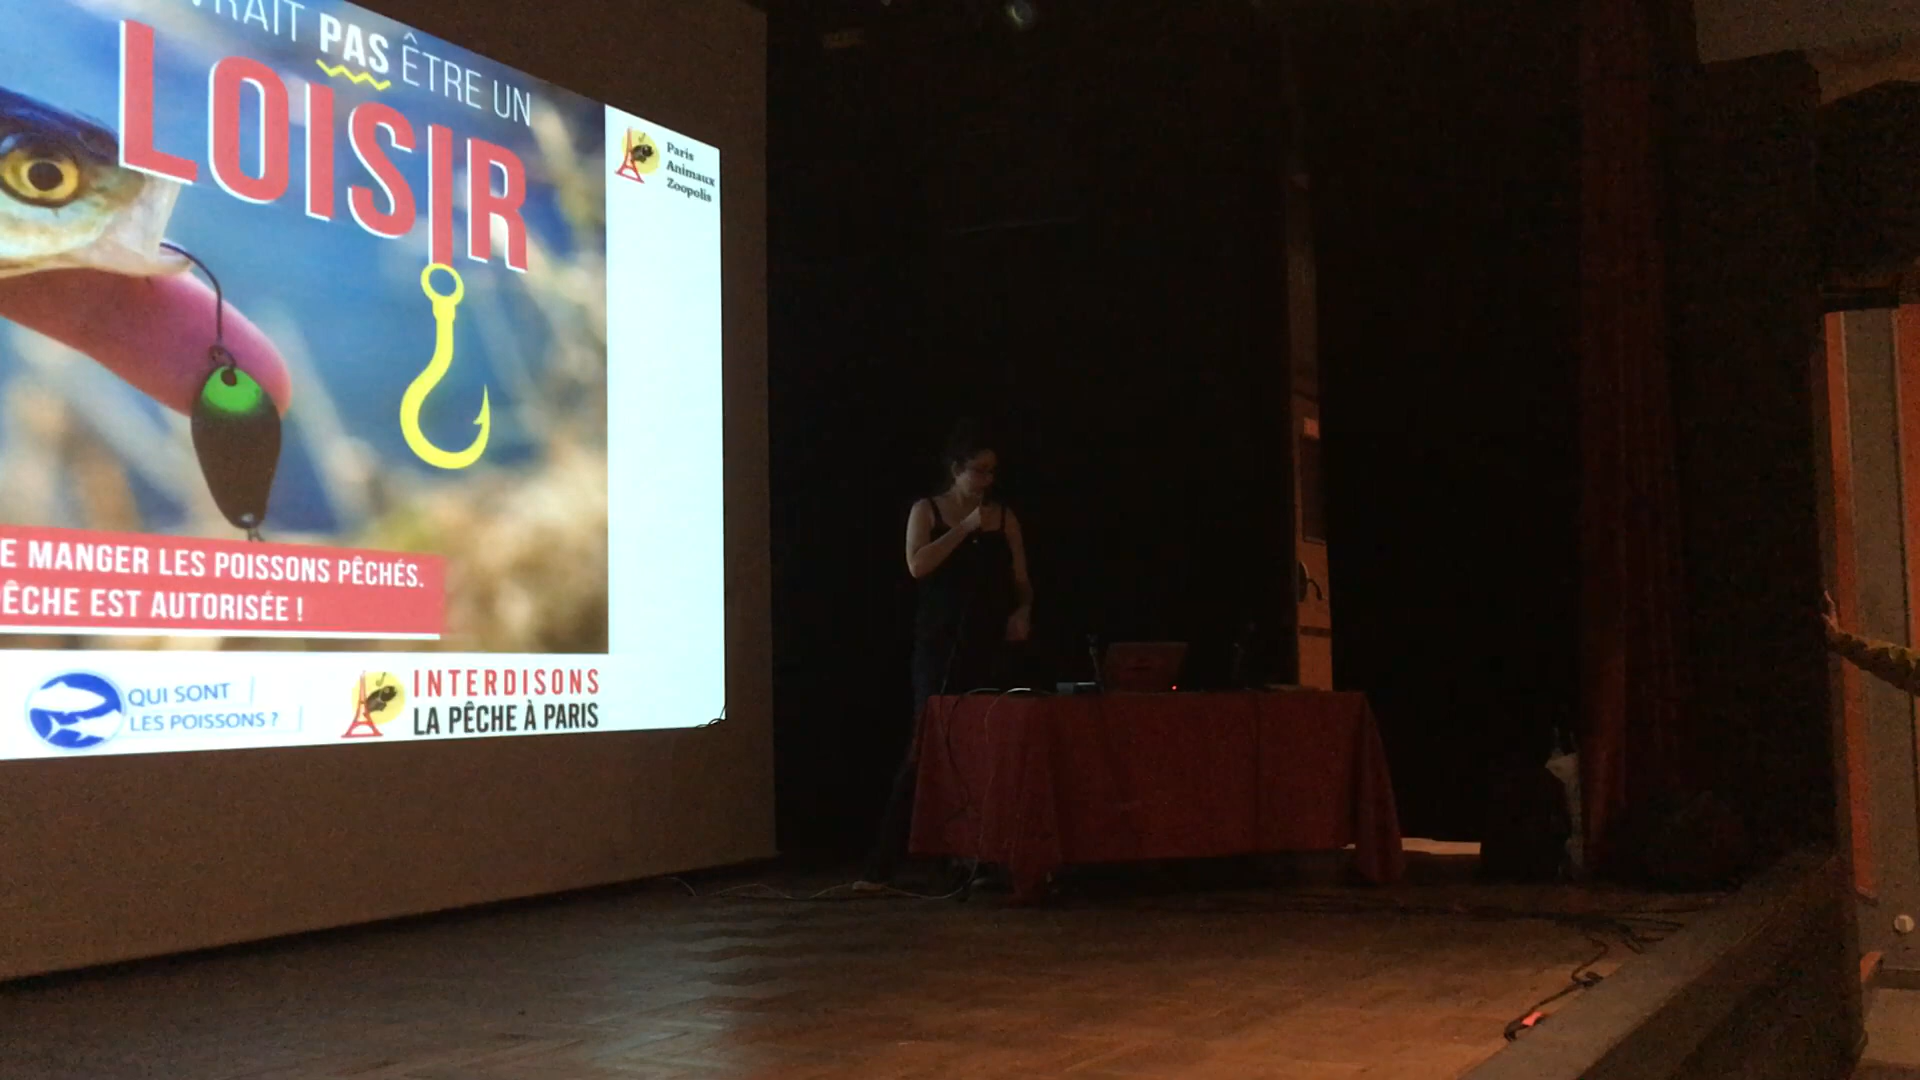 PAS ÊTRE UN
LOISIR
Paris
Animaux
Zoopolis
E MANGER LES POISSONS PÊCHÉS.
ÊCHE EST AUTORISÉE !
QUI SONT
LES POISSONS ?
INTERDISONS
LA PÊCHE À PARIS